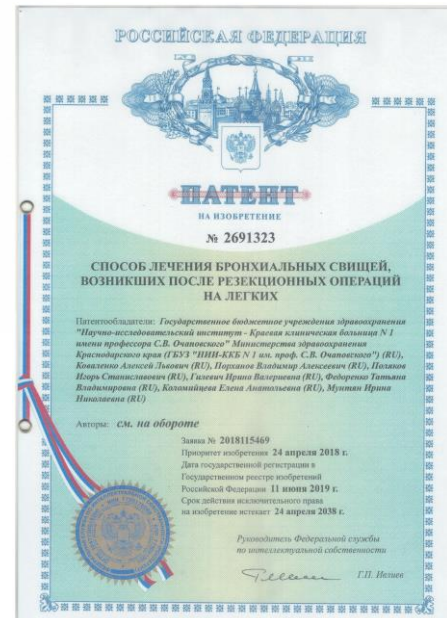 РОССИЙСКАЯ ФЕДЕРАЦИЯ
ПАТЕНТ
НА ИЗОБРЕТЕНИЕ
№ 2691323
СПОСОБ ЛЕЧЕНИЯ БРОНХИАЛЬНЫХ СВИЩЕЙ,
ВОЗНИКШИХ ПОСЛЕ РЕЗЕКЦИОННЫХ ОПЕРАЦИЙ
НА ЛЕГКИХ
Патентообладатели: Государственное бюджетное учреждения здравоохранения
"Научно-исследовательский институт - Краевая клиническая больница N 1
имени профессора С.В. Очаповского" Министерства здравоохранения
Краснодарского края (ГБУЗ "НИИ-ККБ N 1 им. проф. С.В. Очаповского") (RU),
Коваленко Алексей Львович (RU), Порханов Владимир Алексеевич (RU), Поляков
Игорь Станиславович (RU), Гилевич Ирина Валериевна (RU), Федоренко Татьяна
Владимировна (RU), Коломийцева Елена Анатольевна (RU), Мунтян Ирина
Николаевна (RU)
Авторы: см. на обороте
Заявка № 2018115469
Приоритет изобретения 24 апреля 2018 г.
Дата государственной регистрации в
Государственном реестре изобретений
Российской Федерации 11 июня 2019 г.
Срок действия исключительного права
на изобретение истекает 24 апреля 2038 г.
Руководитель Федеральной службы
по интеллектуальной собственности
Г.П. Ивлиев